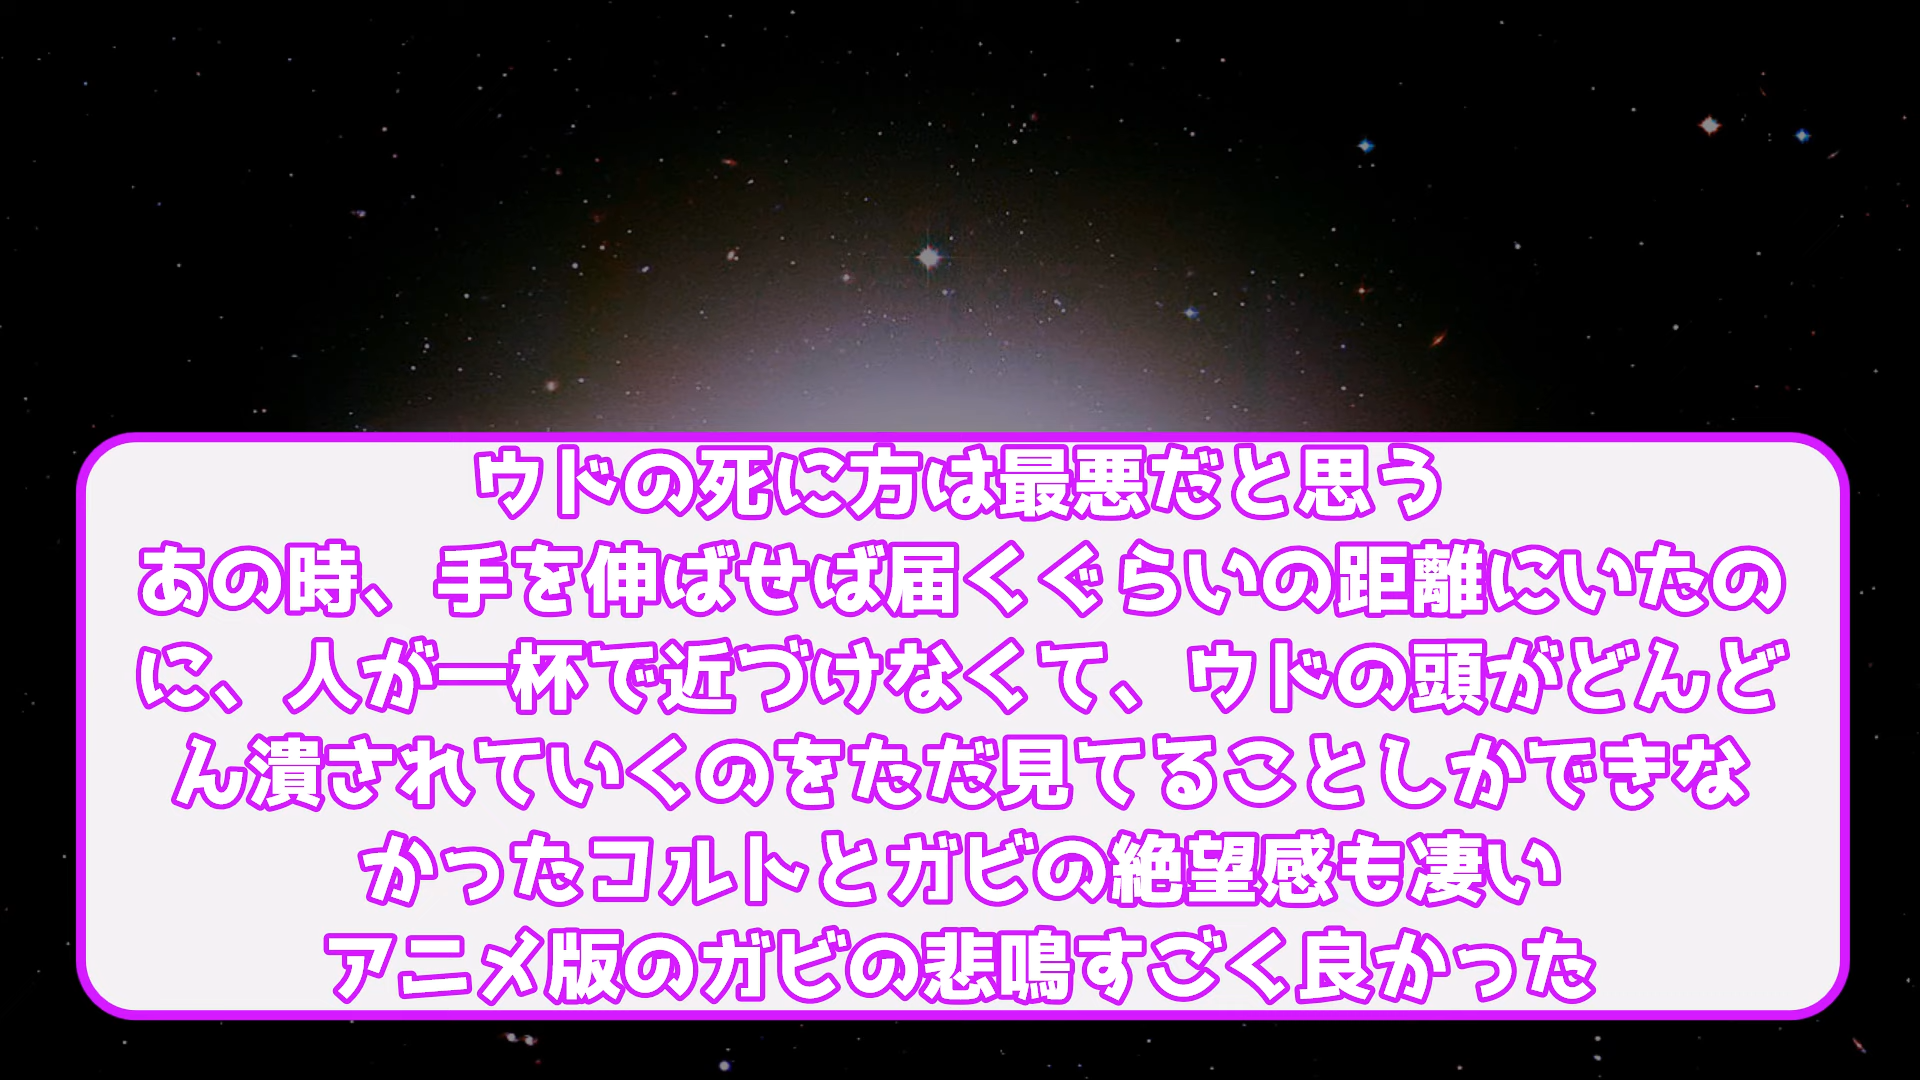 ウドの死に方は最悪だと思う
あの時、手を伸ばせば届くぐらいの距離にいたの
に、人が一杯で近づけなくて、ウドの頭がどんど
ん潰されていくのをただ見てることしかできな
かったコルトとガビの絶望感も凄い
アニメ版のガビの悲鳴すごく良かった